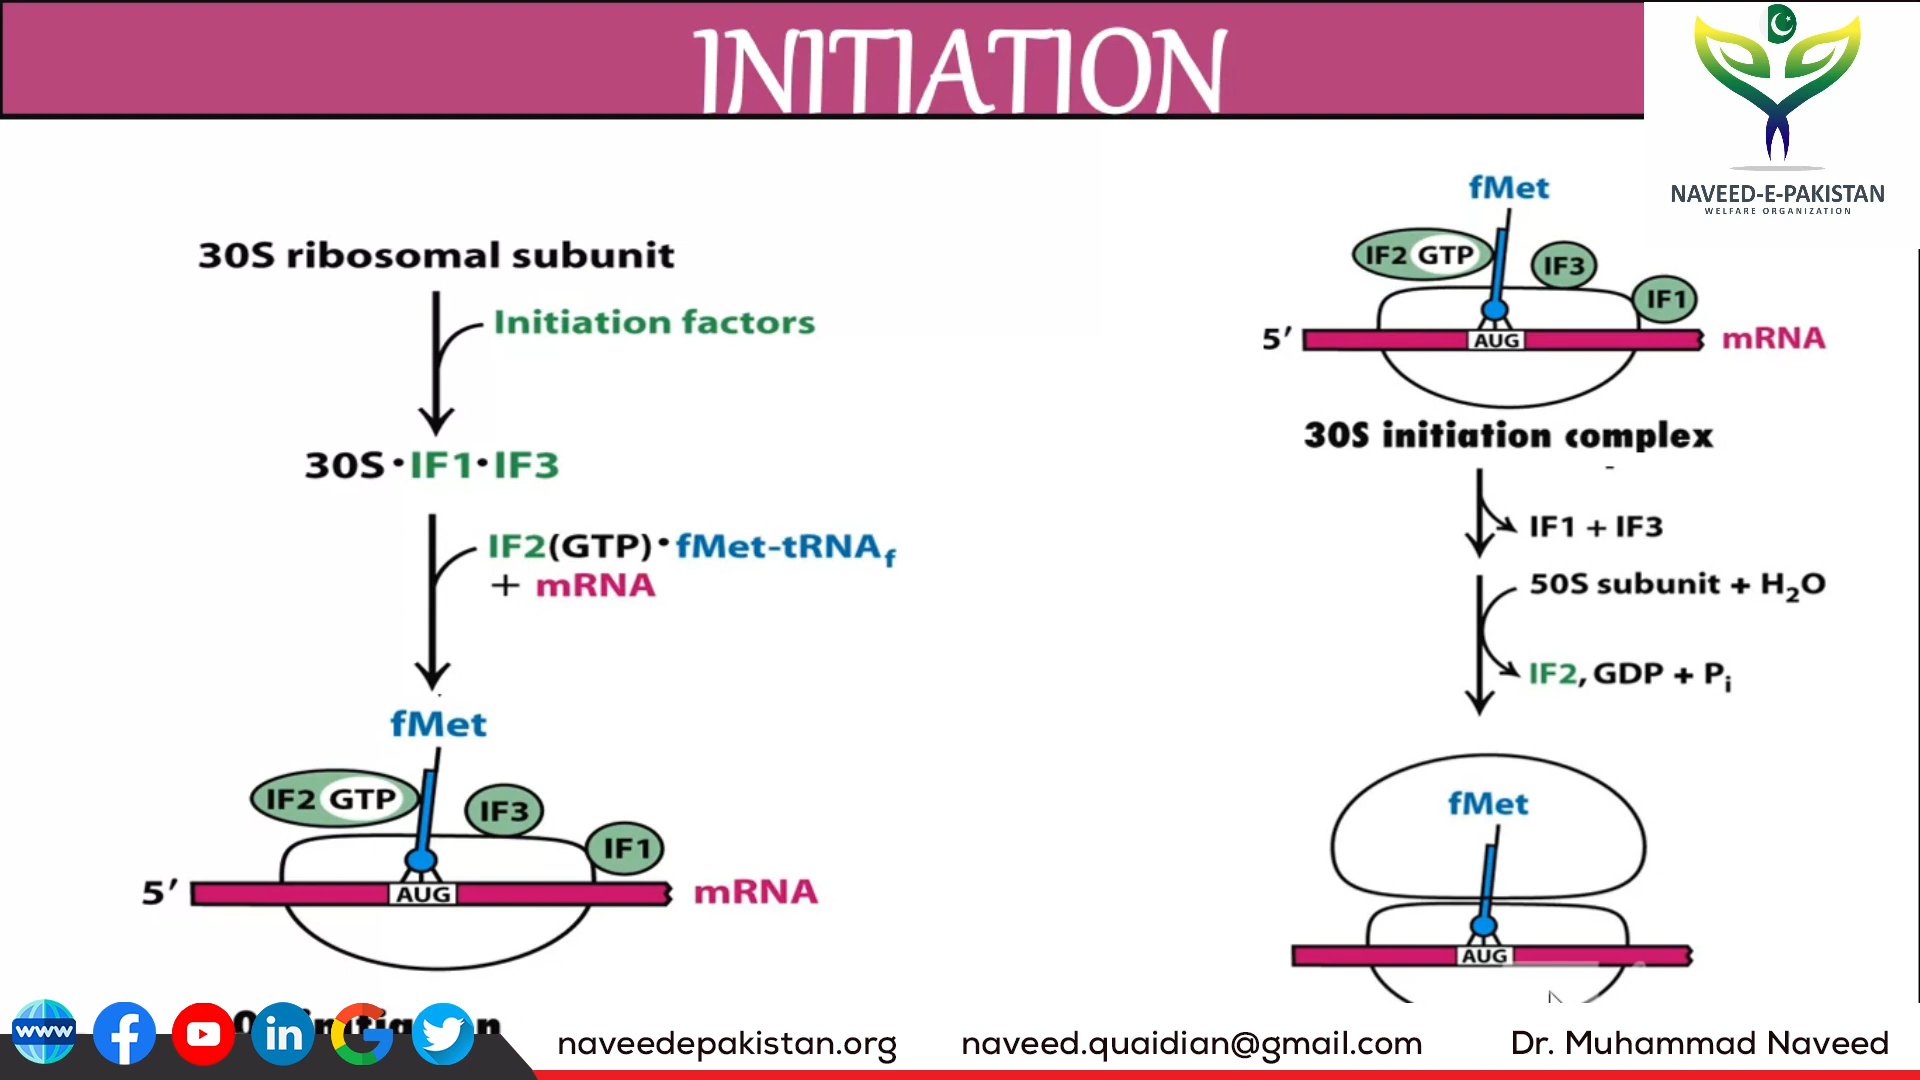 INITIATION
NAVEED-E-PAKISTAN
WELFARE ORGANIZATION
30S ribosomal subunit
Initiation factors
30S·IF1·IF3
IF2(GTP)·fMet-tRNAf
+ mRNA
fMet
IF2 GTP
IF3
IF1
5′
AUG
mRNA
fMet
IF2 GTP
IF3
IF1
5′
AUG
mRNA
30S initiation complex
IF1 + IF3
50S subunit + H2O
IF2, GDP + Pi
fMet
AUG
www
in
naveedepakistan.org
naveed.quaidian@gmail.com
Dr. Muhammad Naveed